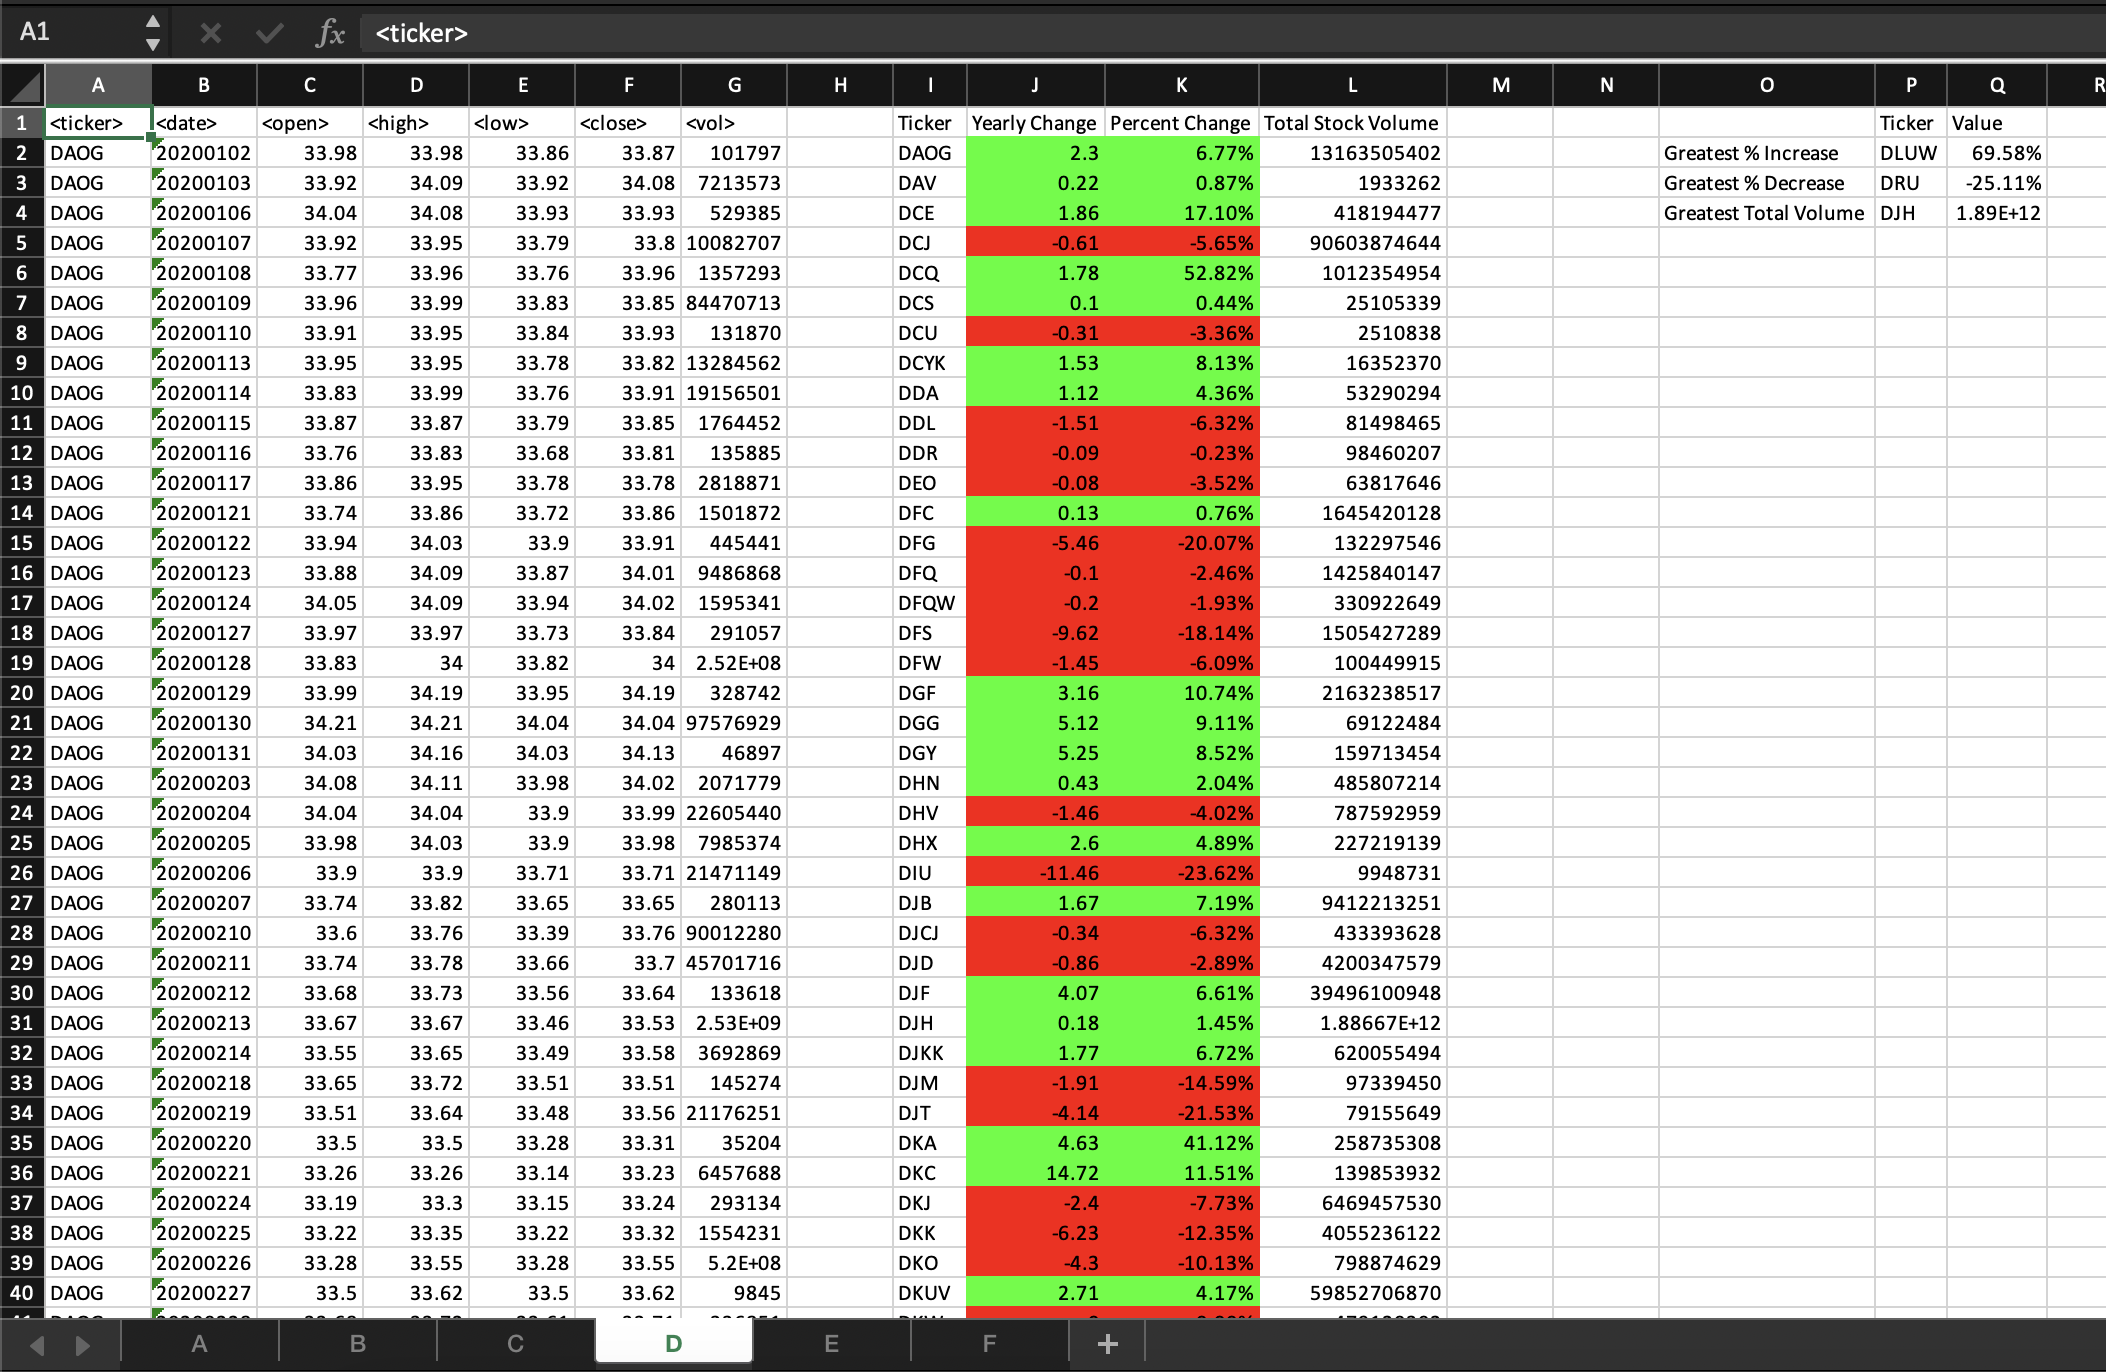 A1 fx <ticker>
A B C D E F G H I J K L M N O P Q R
1 <ticker> <date> <open> <high> <low> <close> <vol> Ticker Yearly Change Percent Change Total Stock Volume Ticker Value
2 DAOG 20200102 33.98 33.98 33.86 33.87 101797 DAOG 2.3 6.77% 13163505402 Greatest % Increase DLUW 69.58%
3 DAOG 20200103 33.92 34.09 33.92 34.08 7213573 DAV 0.22 0.87% 1933262 Greatest % Decrease DRU -25.11%
4 DAOG 20200106 34.04 34.08 33.93 33.93 529385 DCE 1.86 17.10% 418194477 Greatest Total Volume DJH 1.89E+12
5 DAOG 20200107 33.92 33.95 33.79 33.8 10082707 DCJ -0.61 -5.65% 90603874644
6 DAOG 20200108 33.77 33.96 33.76 33.96 1357293 DCQ 1.78 52.82% 1012354954
7 DAOG 20200109 33.96 33.99 33.83 33.85 84470713 DCS 0.1 0.44% 25105339
8 DAOG 20200110 33.91 33.95 33.84 33.93 131870 DCU -0.31 -3.36% 2510838
9 DAOG 20200113 33.95 33.95 33.78 33.82 13284562 DCYK 1.53 8.13% 16352370
10 DAOG 20200114 33.83 33.99 33.76 33.91 19156501 DDA 1.12 4.36% 53290294
11 DAOG 20200115 33.87 33.87 33.79 33.85 1764452 DDL -1.51 -6.32% 81498465
12 DAOG 20200116 33.76 33.83 33.68 33.81 135885 DDR -0.09 -0.23% 98460207
13 DAOG 20200117 33.86 33.95 33.78 33.78 2818871 DEO -0.08 -3.52% 63817646
14 DAOG 20200121 33.74 33.86 33.72 33.86 1501872 DFC 0.13 0.76% 1645420128
15 DAOG 20200122 33.94 34.03 33.9 33.91 445441 DFG -5.46 -20.07% 132297546
16 DAOG 20200123 33.88 34.09 33.87 34.01 9486868 DFQ -0.1 -2.46% 1425840147
17 DAOG 20200124 34.05 34.09 33.94 34.02 1595341 DFQW -0.2 -1.93% 330922649
18 DAOG 20200127 33.97 33.97 33.73 33.84 291057 DFS -9.62 -18.14% 1505427289
19 DAOG 20200128 33.83 34 33.82 34 2.52E+08 DFW -1.45 -6.09% 100449915
20 DAOG 20200129 33.99 34.19 33.95 34.19 328742 DGF 3.16 10.74% 2163238517
21 DAOG 20200130 34.21 34.21 34.04 34.04 97576929 DGG 5.12 9.11% 69122484
22 DAOG 20200131 34.03 34.16 34.03 34.13 46897 DGY 5.25 8.52% 159713454
23 DAOG 20200203 34.08 34.11 33.98 34.02 2071779 DHN 0.43 2.04% 485807214
24 DAOG 20200204 34.04 34.04 33.9 33.99 22605440 DHV -1.46 -4.02% 787592959
25 DAOG 20200205 33.98 34.03 33.9 33.98 7985374 DHX 2.6 4.89% 227219139
26 DAOG 20200206 33.9 33.9 33.71 33.71 21471149 DIU -11.46 -23.62% 9948731
27 DAOG 20200207 33.74 33.82 33.65 33.65 280113 DJB 1.67 7.19% 9412213251
28 DAOG 20200210 33.6 33.76 33.39 33.76 90012280 DJCJ -0.34 -6.32% 433393628
29 DAOG 20200211 33.74 33.78 33.66 33.7 45701716 DJD -0.86 -2.89% 4200347579
30 DAOG 20200212 33.68 33.73 33.56 33.64 133618 DJF 4.07 6.61% 39496100948
31 DAOG 20200213 33.67 33.67 33.46 33.53 2.53E+09 DJH 0.18 1.45% 1.88667E+12
32 DAOG 20200214 33.55 33.65 33.49 33.58 3692869 DJKK 1.77 6.72% 620055494
33 DAOG 20200218 33.65 33.72 33.51 33.51 145274 DJM -1.91 -14.59% 97339450
34 DAOG 20200219 33.51 33.64 33.48 33.56 21176251 DJT -4.14 -21.53% 79155649
35 DAOG 20200220 33.5 33.5 33.28 33.31 35204 DKA 4.63 41.12% 258735308
36 DAOG 20200221 33.26 33.26 33.14 33.23 6457688 DKC 14.72 11.51% 139853932
37 DAOG 20200224 33.19 33.3 33.15 33.24 293134 DKJ -2.4 -7.73% 6469457530
38 DAOG 20200225 33.22 33.35 33.22 33.32 1554231 DKK -6.23 -12.35% 4055236122
39 DAOG 20200226 33.28 33.55 33.28 33.55 5.2E+08 DKO -4.3 -10.13% 798874629
40 DAOG 20200227 33.5 33.62 33.5 33.62 9845 DKUV 2.71 4.17% 59852706870
A B C D E F +